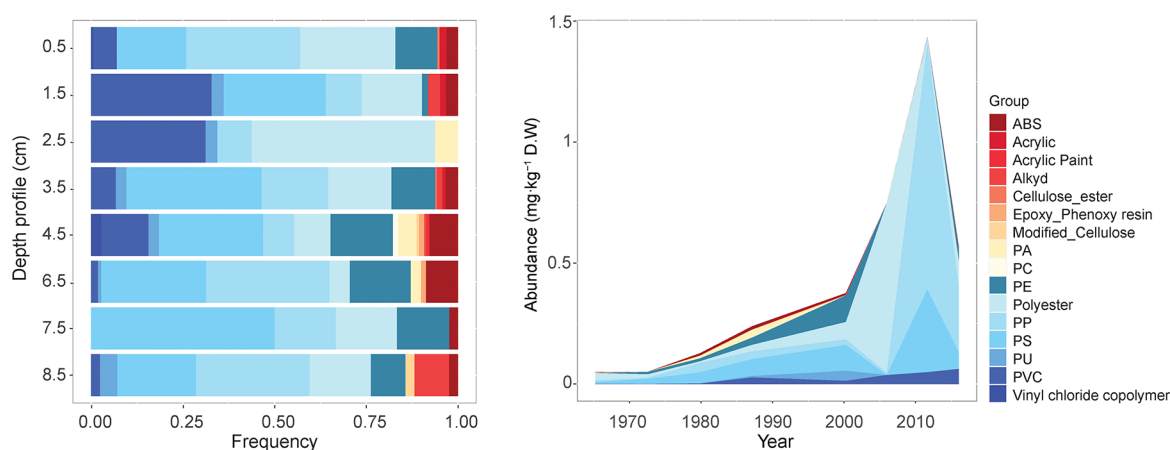 Depth profile (cm)
0.5
1.5
2.5
3.5
4.5
6.5
7.5
8.5
0.00
0.25
0.50
0.75
1.00
Frequency
Abundance (mg·kg⁻¹ D.W)
1.5
1
0.5
0
1970
1980
1990
2000
2010
Year
Group
ABS
Acrylic
Acrylic Paint
Alkyd
Cellulose_ester
Epoxy_Phenoxy resin
Modified_Cellulose
PA
PC
PE
Polyester
PP
PS
PU
PVC
Vinyl chloride copolymer